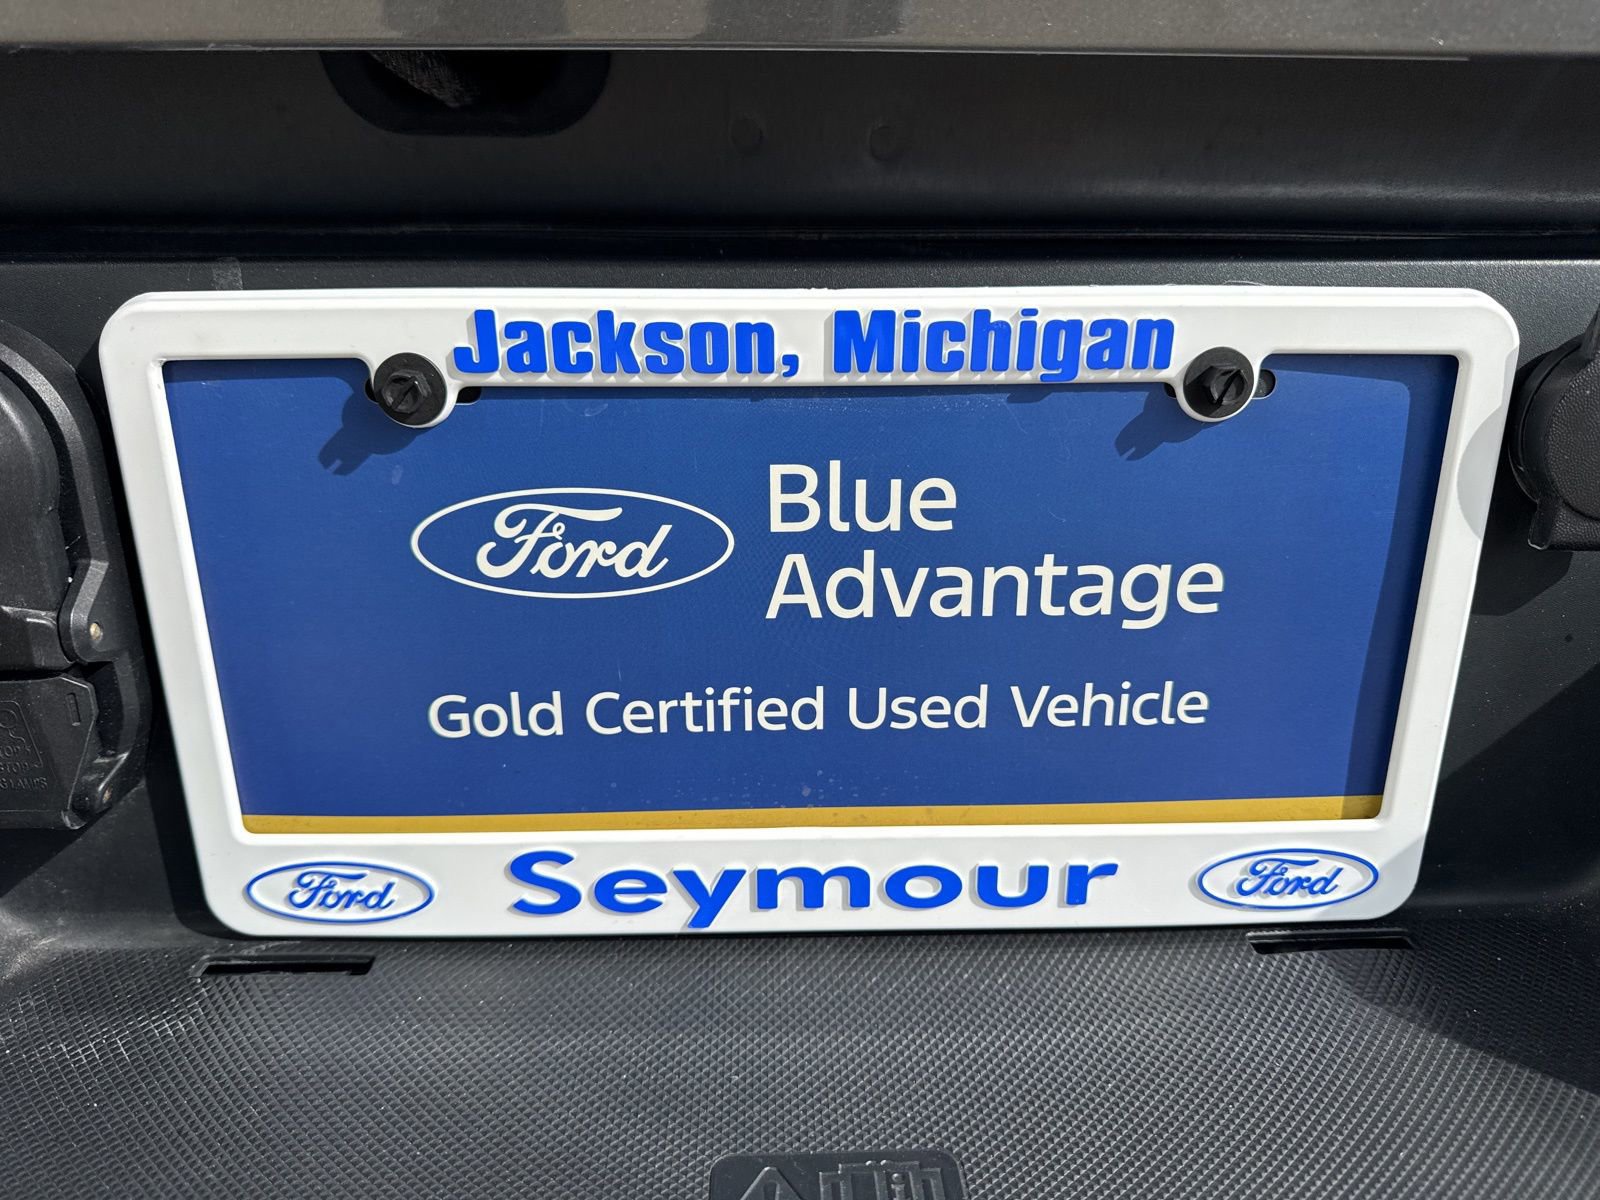 Jackson, Michigan
Ford
Blue
Advantage
Gold Certified Used Vehicle
Ford Seymour Ford